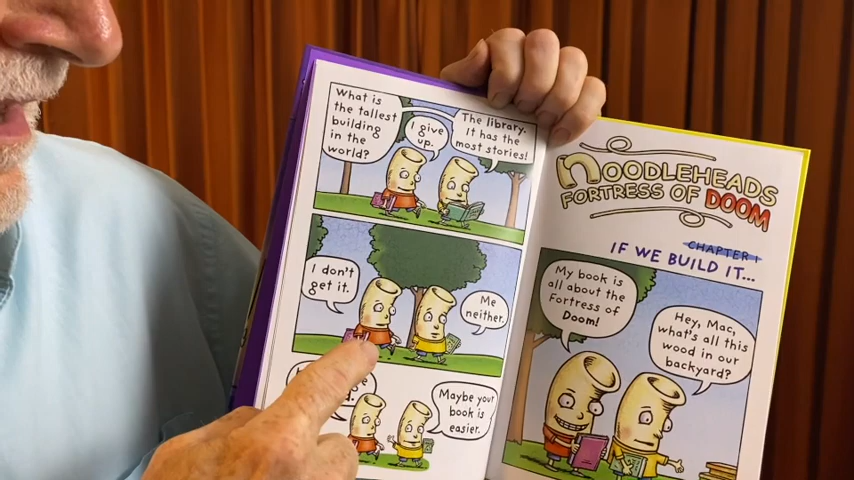 What is
the tallest
building
in the
world?
I give
up.
The library.
It has the
most stories!
I don't
get it.
Me
neither.
Maybe your
book is
easier.
NOODLEHEADS
FORTRESS OF DOOM
CHAPTER 1
IF WE BUILD IT...
My book is
all about the
Fortress of
Doom!
Hey, Mac,
what's all this
wood in our
backyard?